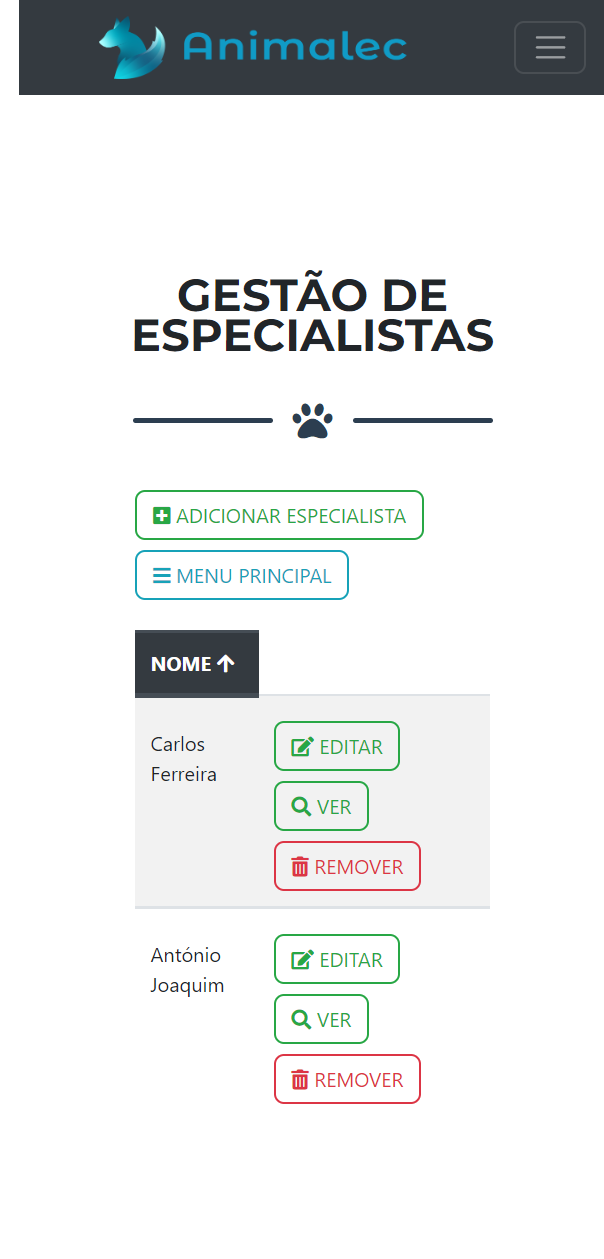 Animalec
GESTÃO DE
ESPECIALISTAS
ADICIONAR ESPECIALISTA
MENU PRINCIPAL
NOME
Carlos
Ferreira
EDITAR
VER
REMOVER
António
Joaquim
EDITAR
VER
REMOVER